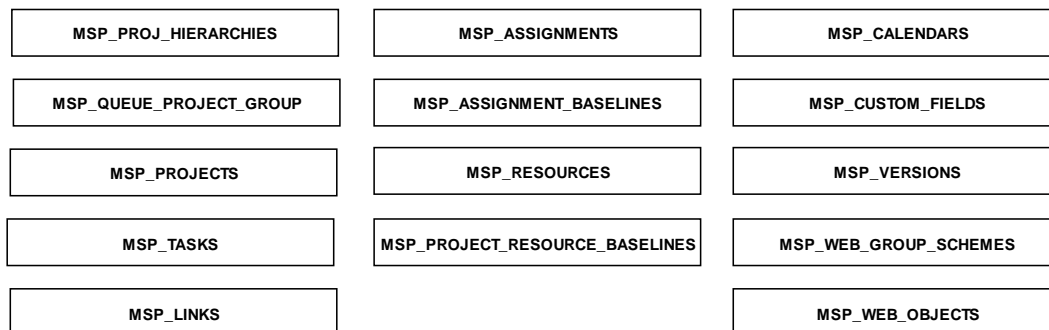 MSP_PROJ_HIERARCHIES
MSP_ASSIGNMENTS
MSP_CALENDARS
MSP_QUEUE_PROJECT_GROUP
MSP_ASSIGNMENT_BASELINES
MSP_CUSTOM_FIELDS
MSP_PROJECTS
MSP_RESOURCES
MSP_VERSIONS
MSP_TASKS
MSP_PROJECT_RESOURCE_BASELINES
MSP_WEB_GROUP_SCHEMES
MSP_LINKS
MSP_WEB_OBJECTS